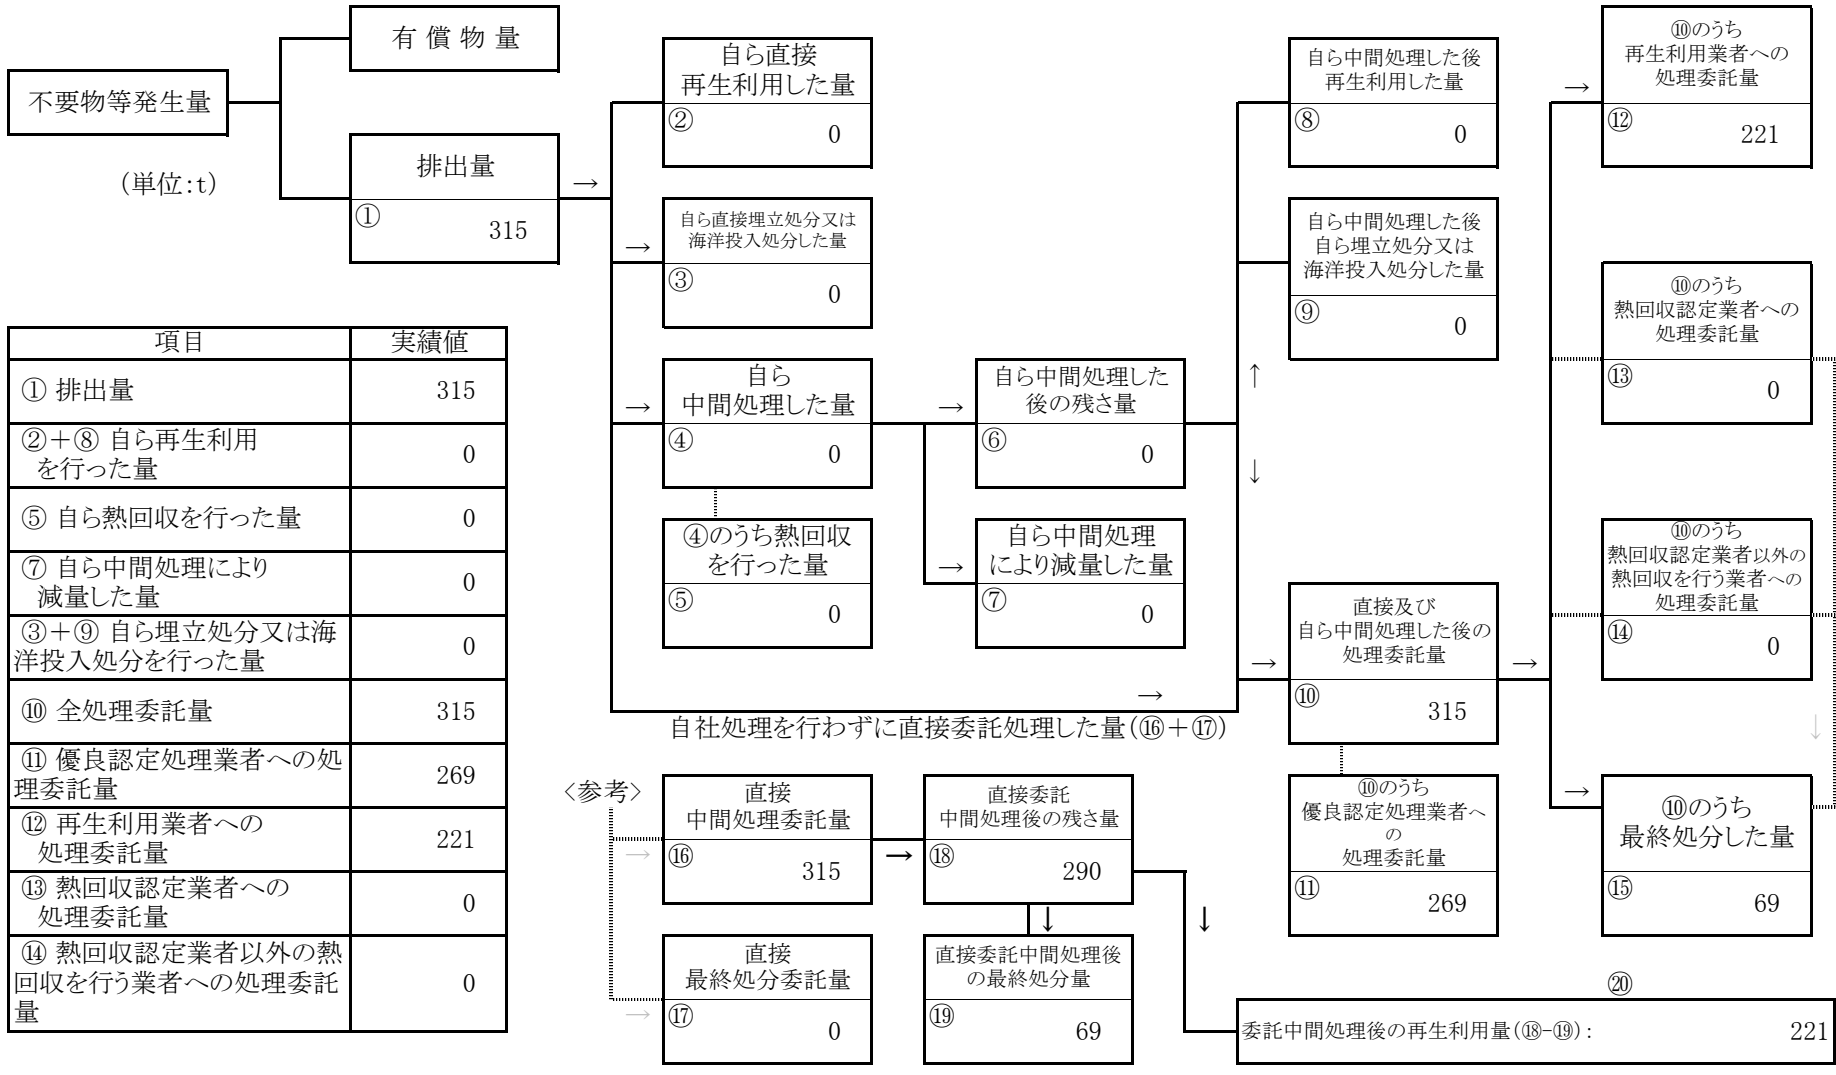 有 償 物 量
不要物等発生量
(単位:t)
排出量
①
315
→
自ら直接
再生利用した量
②
0
→
自ら直接埋立処分又は
海洋投入処分した量
③
0
→
自ら
中間処理した量
④
0
④のうち熱回収
を行った量
⑤
0
→
自ら中間処理した
後の残さ量
⑥
0
→
自ら中間処理
により減量した量
⑦
0
→
自社処理を行わずに直接委託処理した量(⑯+⑰)
自ら中間処理した後
再生利用した量
⑧
0
自ら中間処理した後
自ら埋立処分又は
海洋投入処分した量
⑨
0
↑
↓
→
直接及び
自ら中間処理した後の
処理委託量
⑩
315
⑩のうち
優良認定処理業者へ
の
処理委託量
⑪
269
→
→
⑩のうち
再生利用業者への
処理委託量
⑫
221
⑩のうち
熱回収認定業者への
処理委託量
⑬
0
⑩のうち
熱回収認定業者以外の
熱回収を行う業者への
処理委託量
⑭
0
↓
→
⑩のうち
最終処分した量
⑮
69
項目 実績値
① 排出量 315
②+⑧ 自ら再生利用
を行った量 0
⑤ 自ら熱回収を行った量 0
⑦ 自ら中間処理により
減量した量 0
③+⑨ 自ら埋立処分又は海
洋投入処分を行った量 0
⑩ 全処理委託量 315
⑪ 優良認定処理業者への処
理委託量 269
⑫ 再生利用業者への
処理委託量 221
⑬ 熱回収認定業者への
処理委託量 0
⑭ 熱回収認定業者以外の熱
回収を行う業者への処理委託
量 0
<参考>
→
直接
中間処理委託量
⑯
315
→
直接委託
中間処理後の残さ量
⑱
290
↓
↓
→
直接
最終処分委託量
⑰
0
直接委託中間処理後
の最終処分量
⑲
69
⑳
委託中間処理後の再生利用量(⑱-⑲): 221